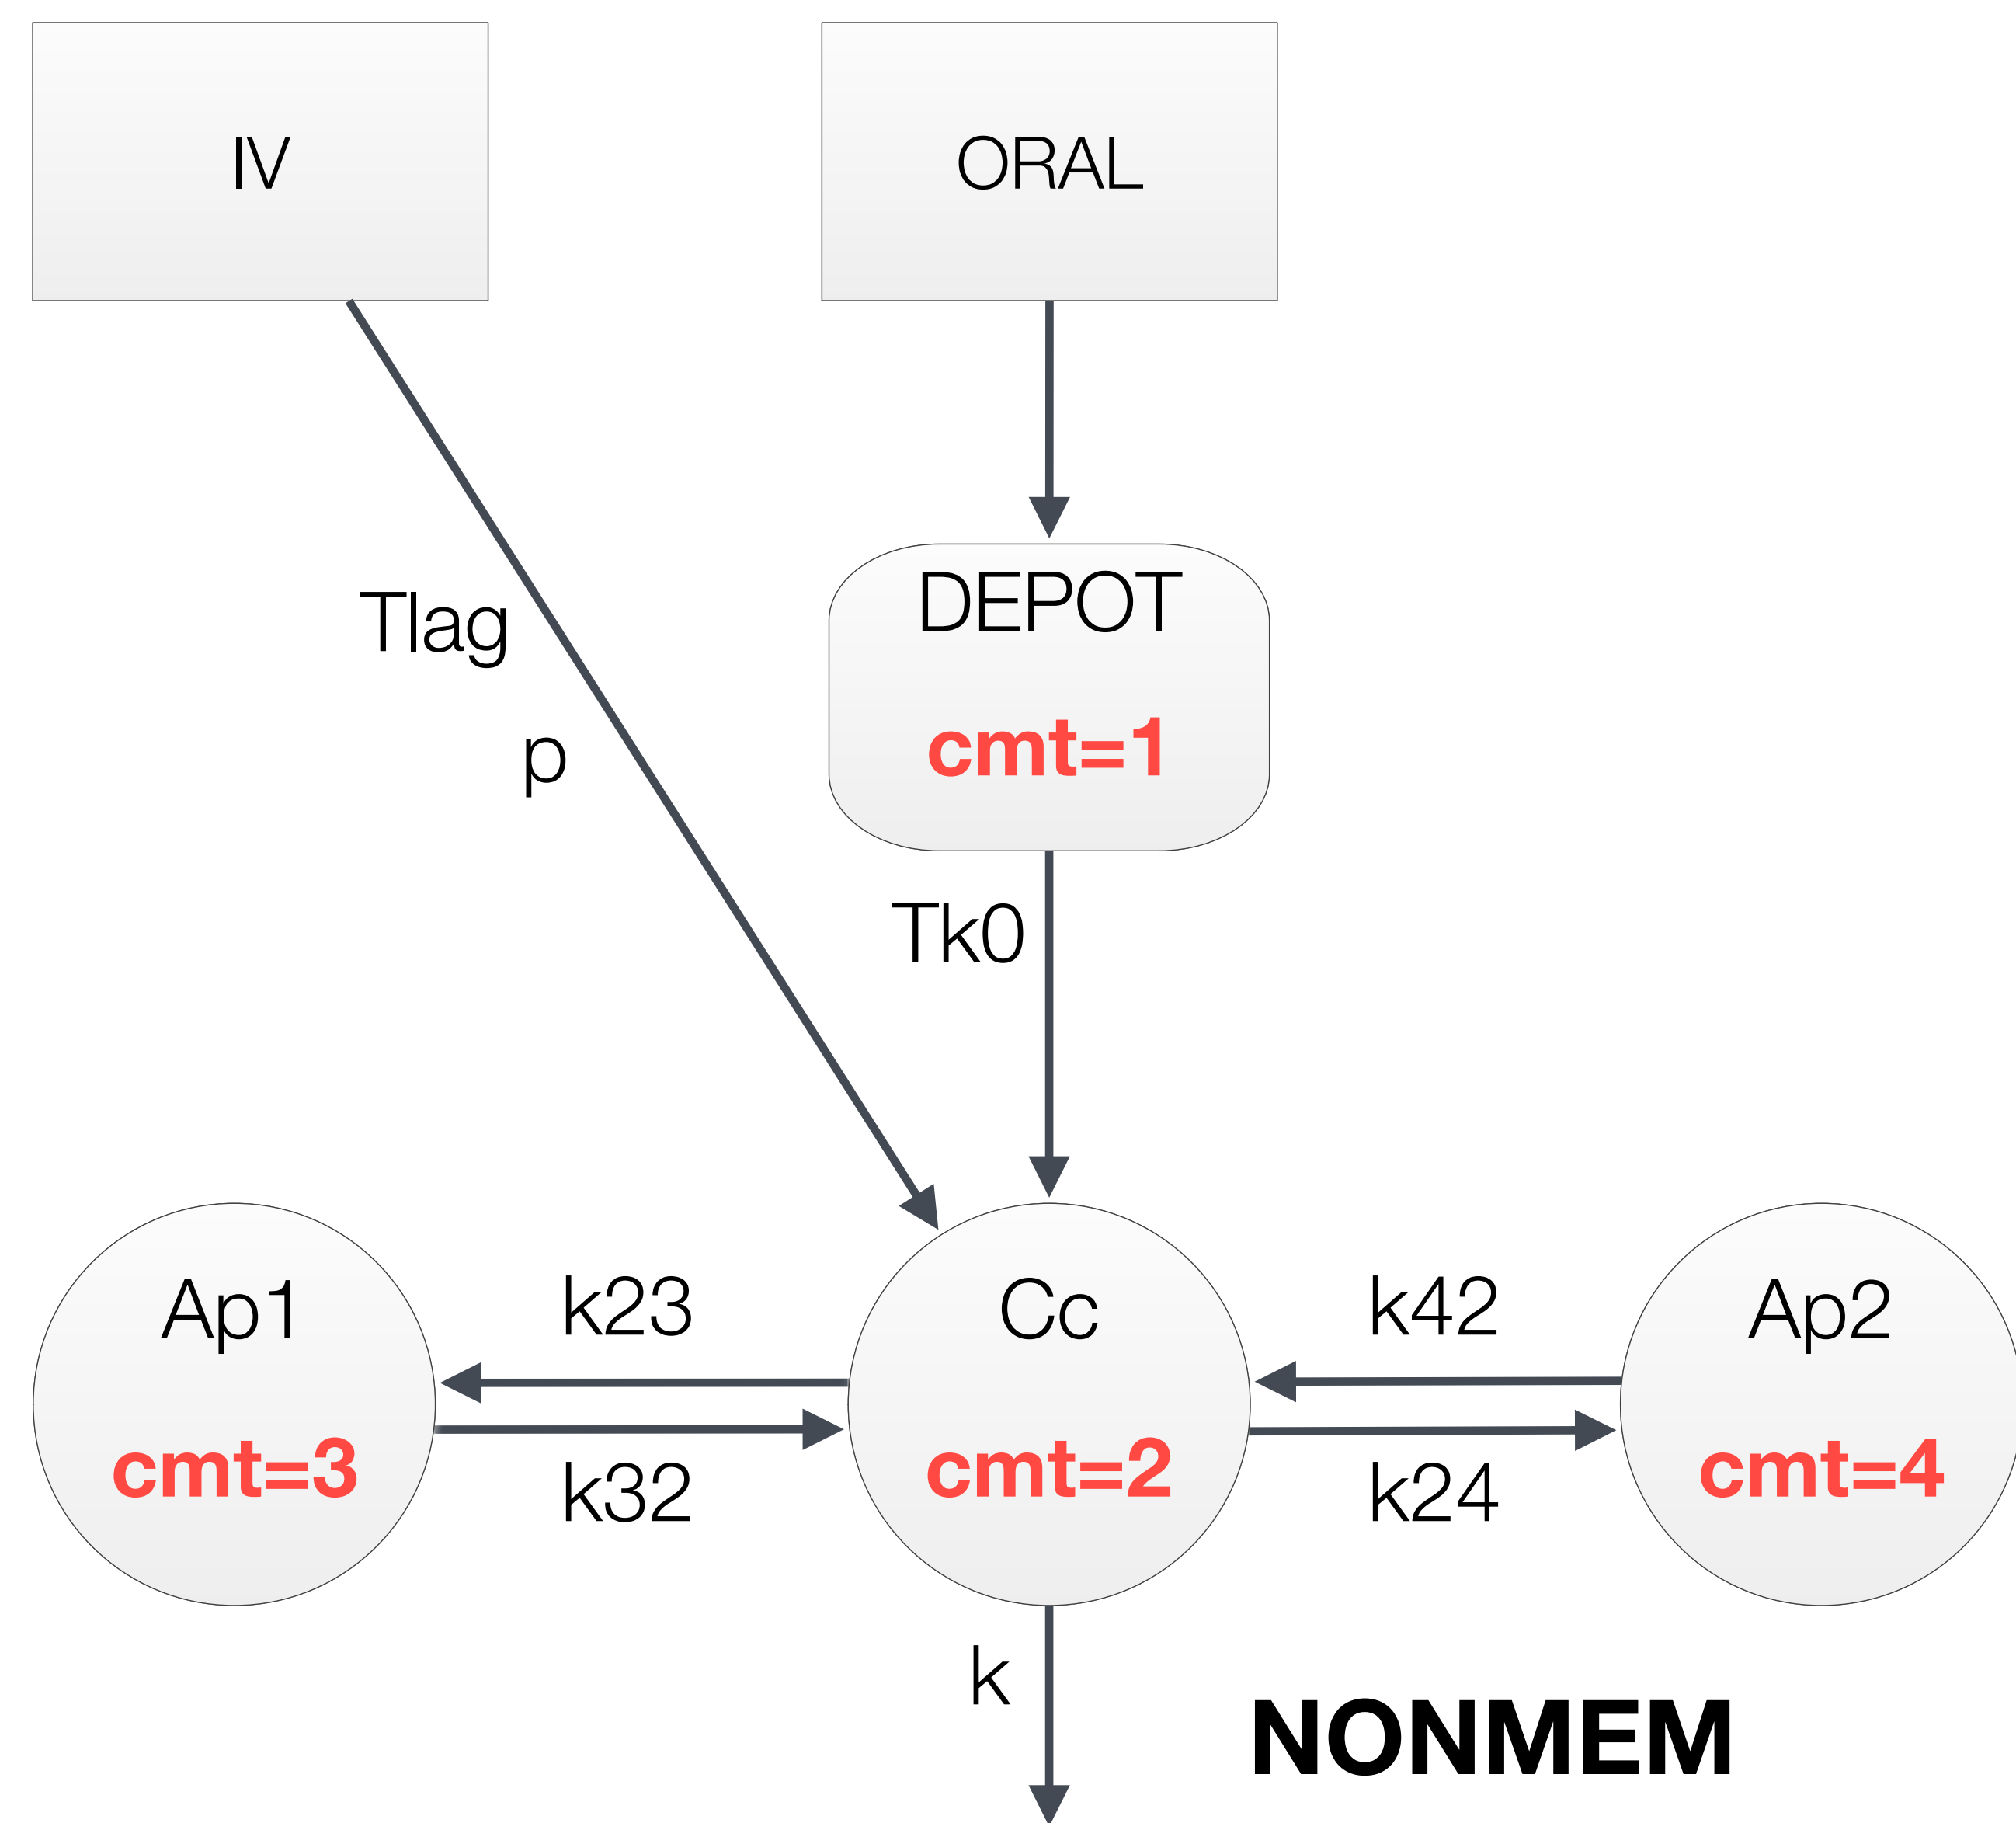 IV
ORAL
DEPOT
cmt=1
Tlag
p
Tk0
Ap1
cmt=3
k23
k32
Cc
cmt=2
k42
k24
Ap2
cmt=4
k
NONMEM